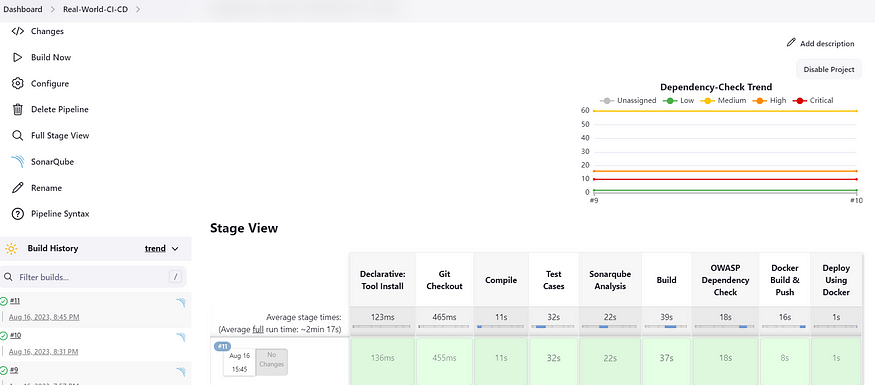 Dashboard > Real-World-CI-CD >
Changes
Build Now
Configure
Delete Pipeline
Full Stage View
SonarQube
Rename
Pipeline Syntax
Build History trend
Filter builds... /
#11
Aug 16, 2023, 8:45 PM
#10
Aug 16, 2023, 8:31 PM
#9
Add description
Disable Project
Dependency-Check Trend
Unassigned Low Medium High Critical
60
50
40
30
20
10
0
#9 #10
Stage View
Declarative: Tool Install
Git Checkout
Compile
Test Cases
Sonarqube Analysis
Build
OWASP Dependency Check
Docker Build & Push
Deploy Using Docker
Average stage times:
(Average full run time: ~2min 17s)
123ms 465ms 11s 32s 22s 39s 18s 16s 1s
#11
Aug 16
15:45
No Changes
136ms 455ms 11s 32s 22s 37s 18s 8s 1s